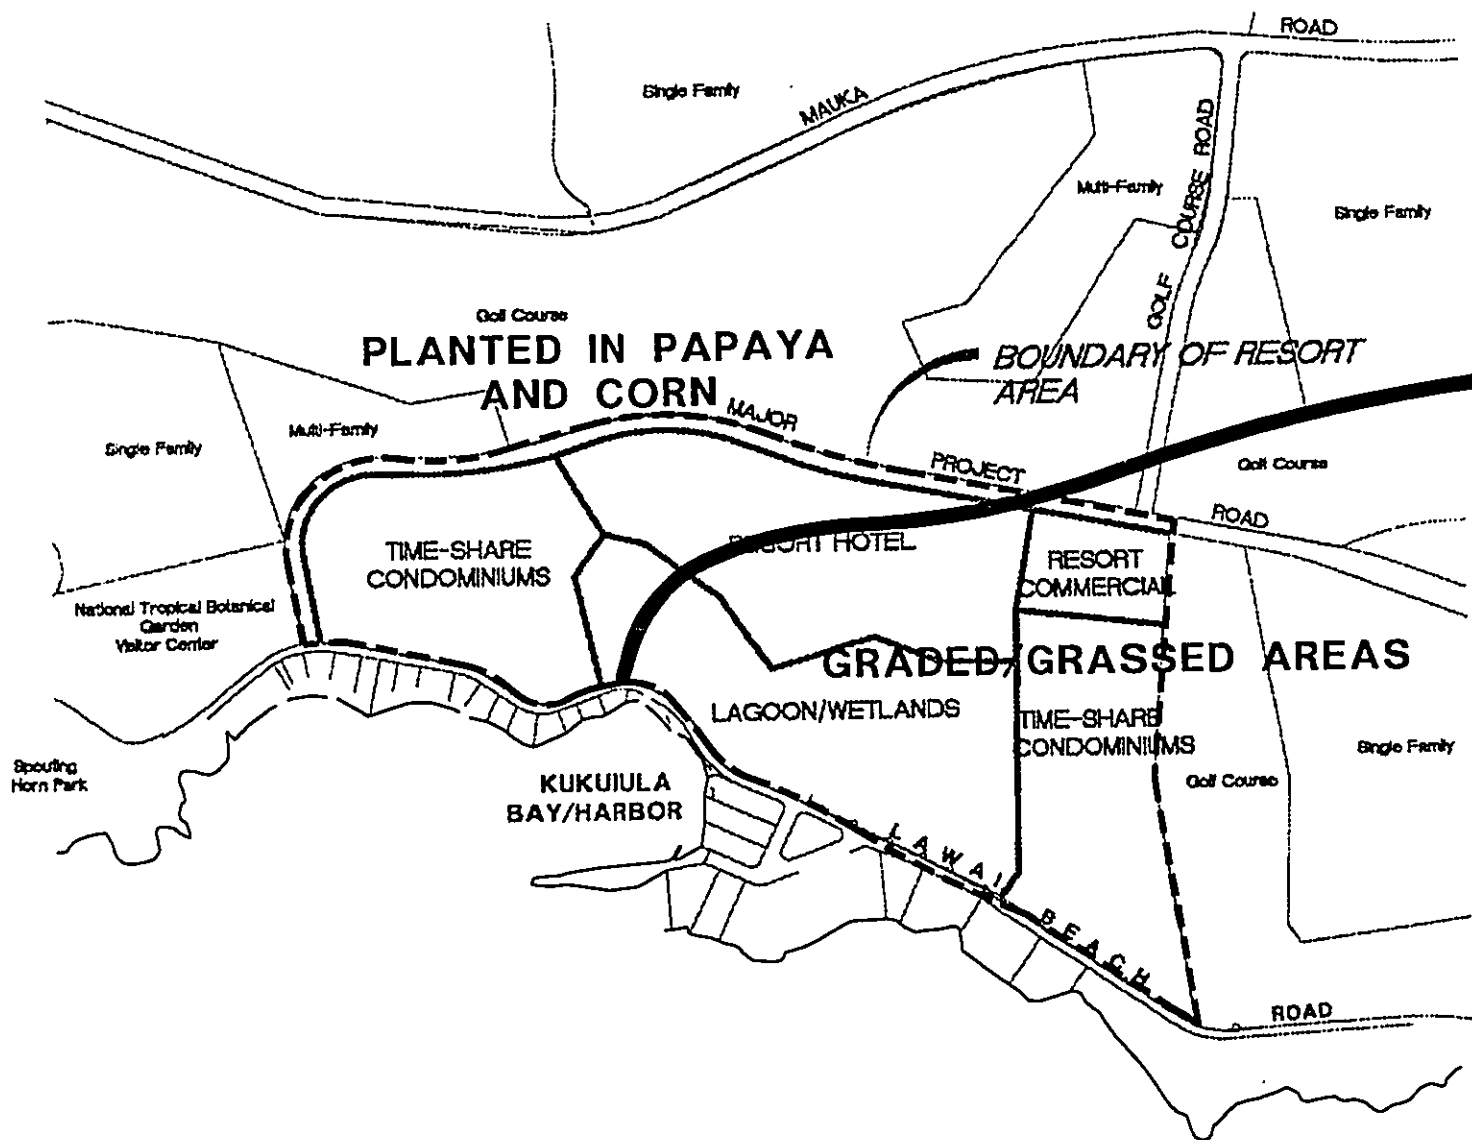 ROAD
Single Family
MAUKA
GOLF COURSE ROAD
Multi-Family
Single Family
Golf Course
PLANTED IN PAPAYA
AND CORN
BOUNDARY OF RESORT
AREA
MAJOR
Multi-Family
Single Family
PROJECT
Golf Course
ROAD
RESORT HOTEL
TIME-SHARE
CONDOMINIUMS
RESORT
COMMERCIAL
National Tropical Botanical
Garden
Visitor Center
GRADED/GRASSED AREAS
LAGOON/WETLANDS
TIME-SHARE
CONDOMINIUMS
Single Family
Spouting
Horn Park
Golf Course
KUKUIULA
BAY/HARBOR
LAWAI
BEACH
ROAD